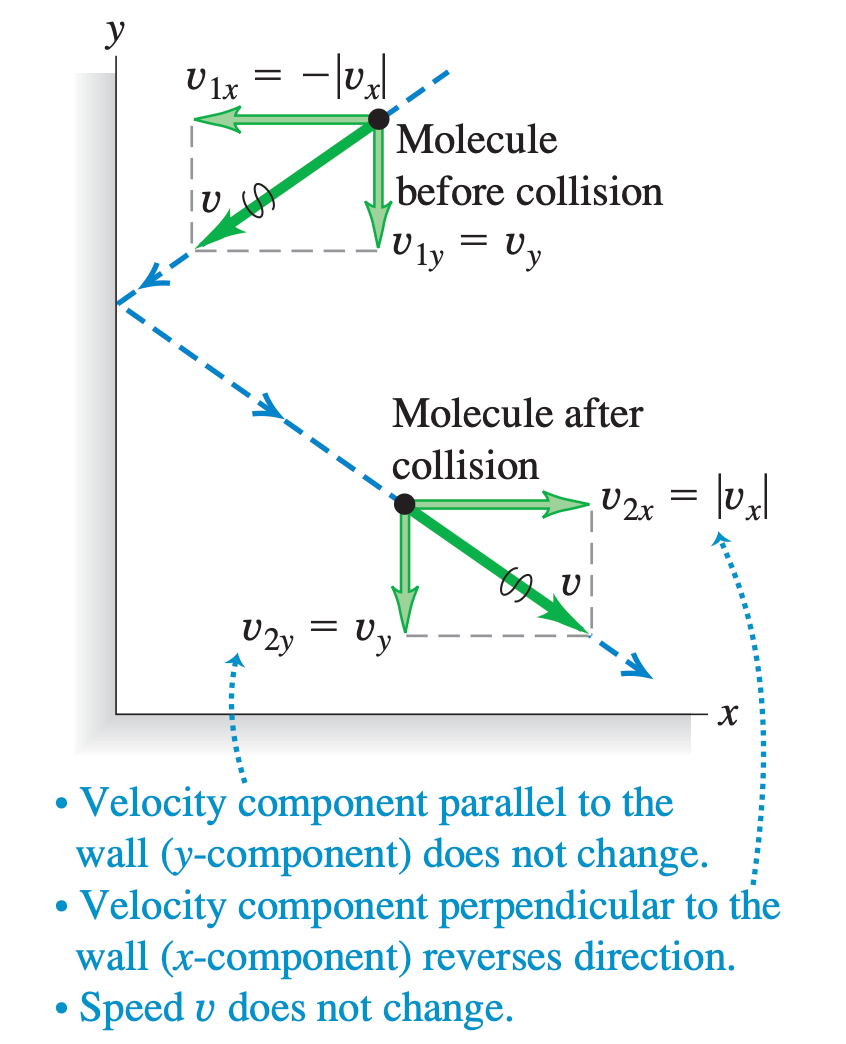 y
v₁ₓ = −|vₓ|
Molecule
before collision
v
v₁y = vy
Molecule after
collision
v₂ₓ = |vₓ|
v
v₂y = vy
x
• Velocity component parallel to the
wall (y-component) does not change.
• Velocity component perpendicular to the
wall (x-component) reverses direction.
• Speed v does not change.